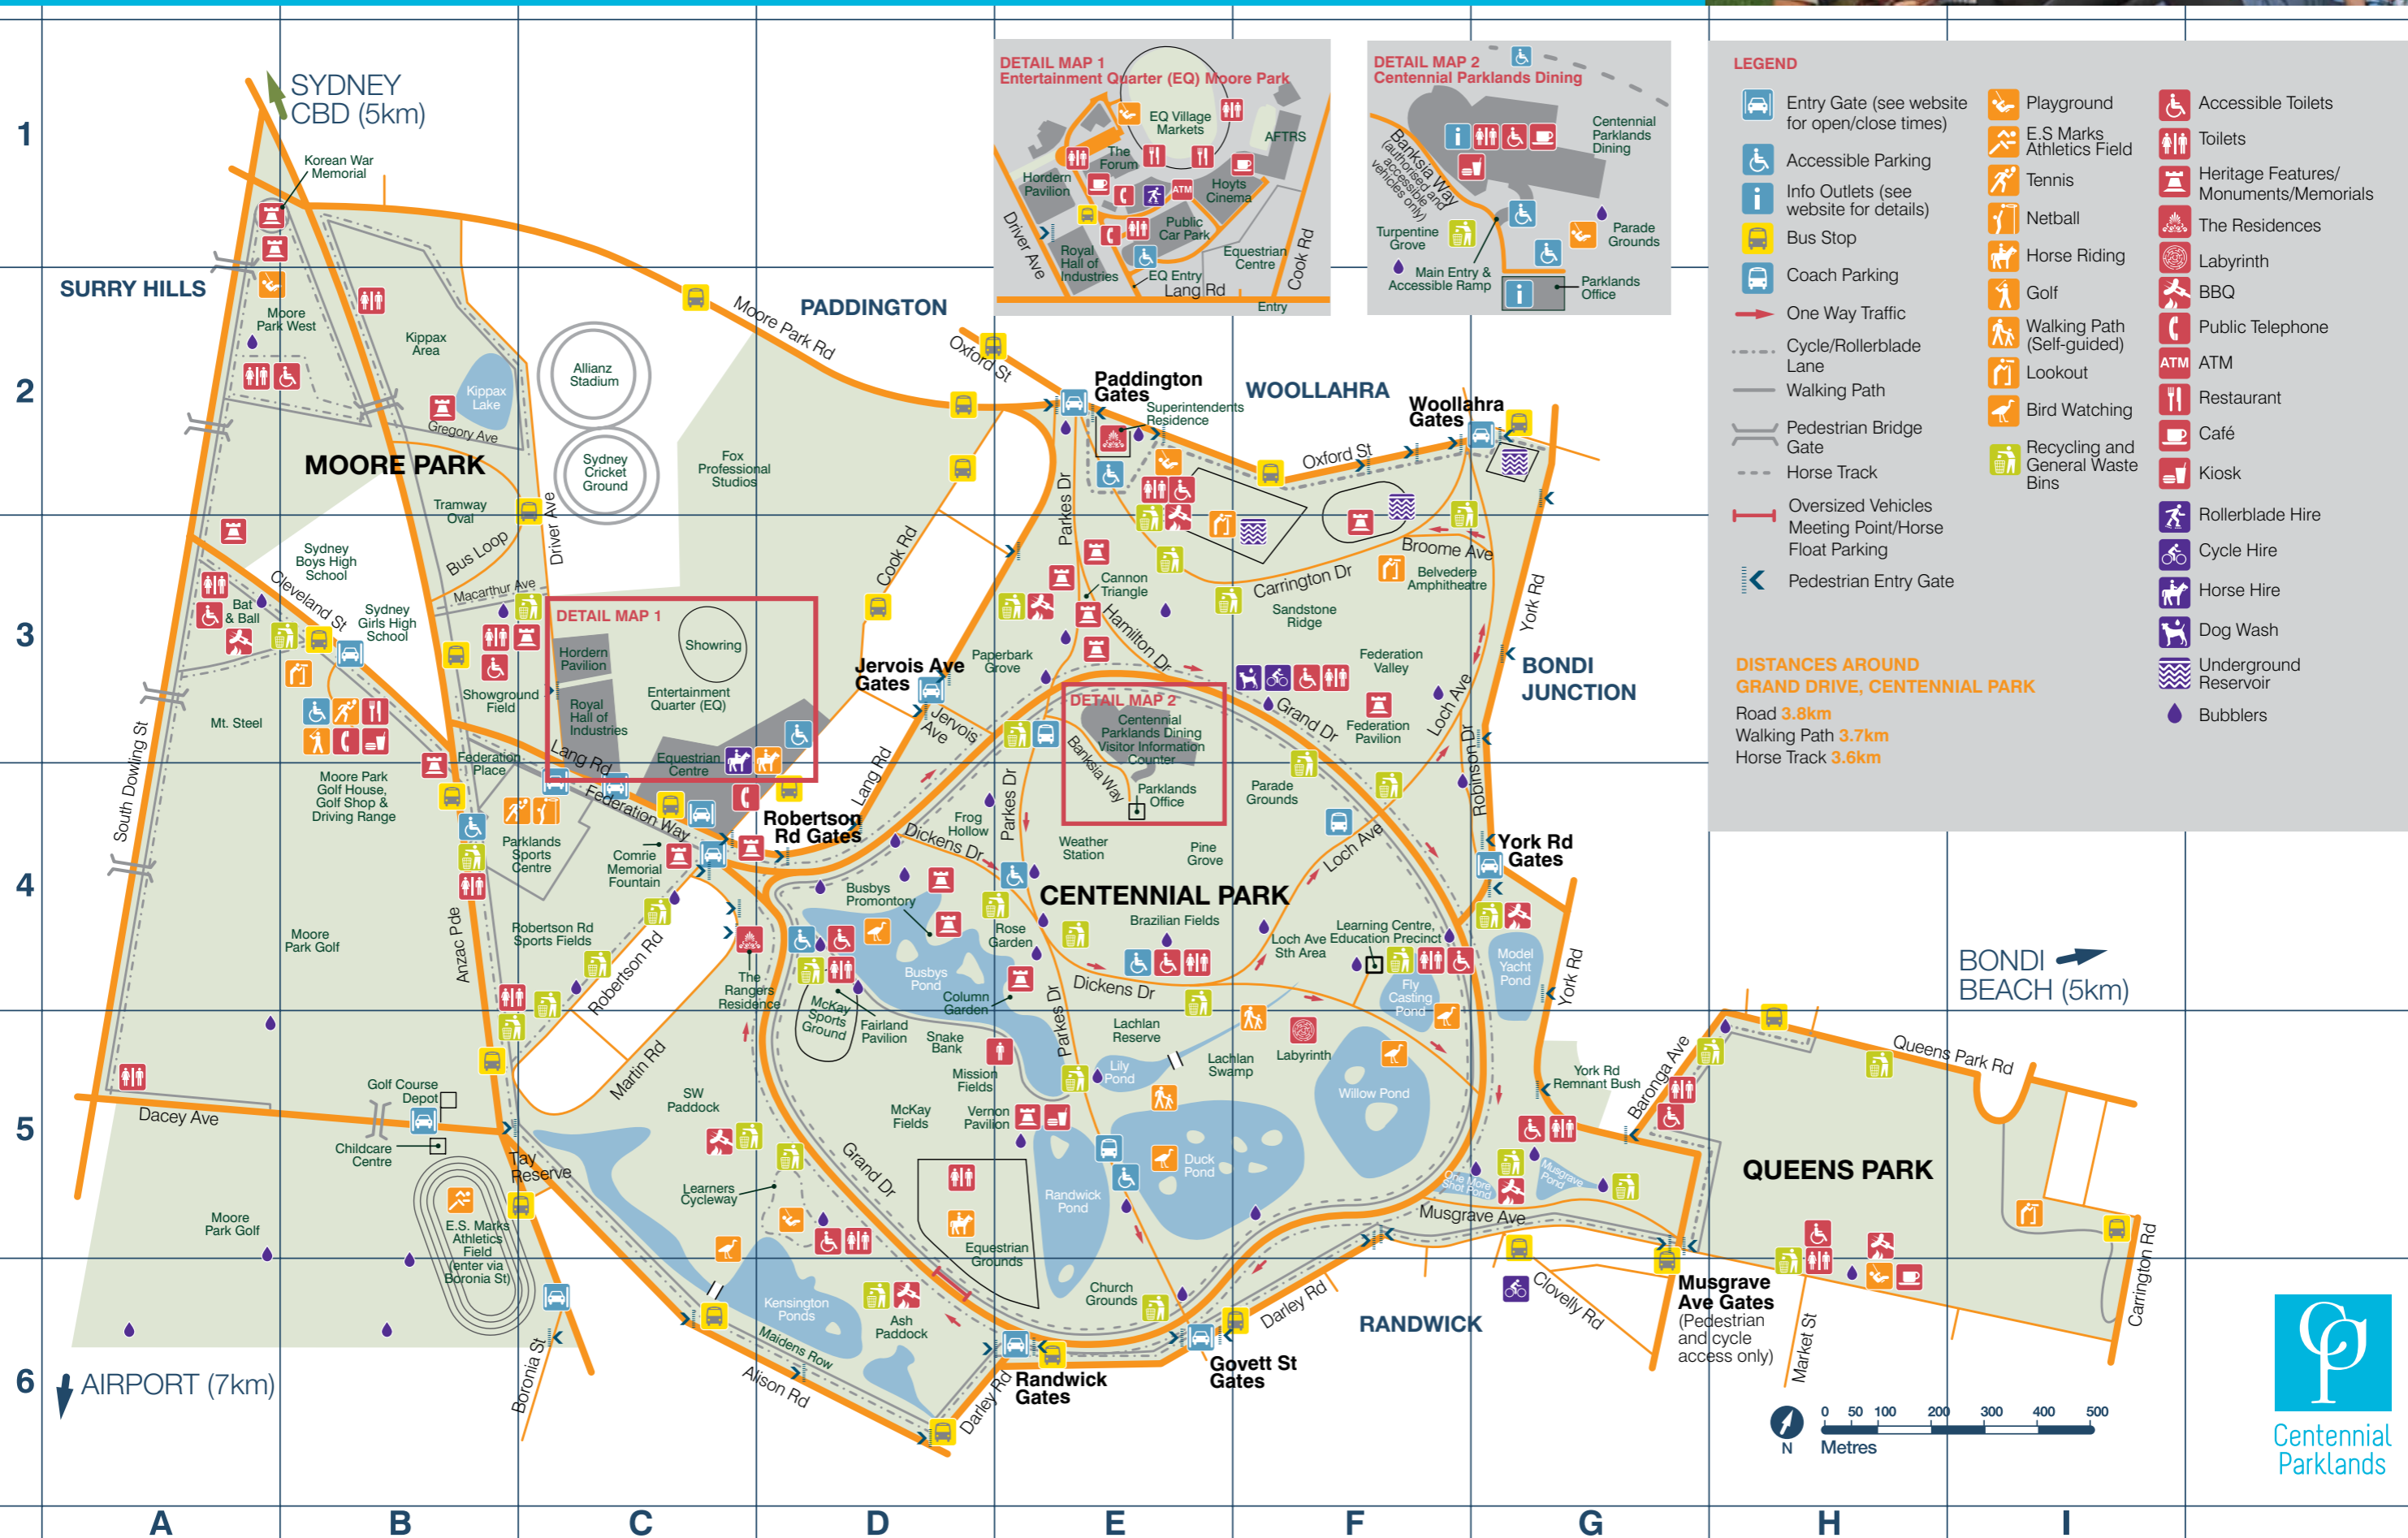 SYDNEY
CBD (5km)
1
2
3
4
5
6
A
B
C
D
E
F
G
H
I
SURRY HILLS
PADDINGTON
WOOLLAHRA
BONDI
JUNCTION
RANDWICK
MOORE PARK
CENTENNIAL PARK
QUEENS PARK
BONDI
BEACH (5km)
AIRPORT (7km)
DETAIL MAP 1
Entertainment Quarter (EQ) Moore Park
EQ Village
Markets
AFTRS
The
Forum
Hordern
Pavilion
ATM
Hoyts
Cinema
Public
Car Park
Royal
Hall of
Industries
Equestrian
Centre
EQ Entry
Driver Ave
Lang Rd
Cook Rd
Entry
DETAIL MAP 2
Centennial Parklands Dining
Centennial
Parklands
Dining
Banksia Way
(authorised and
accessible
vehicles only)
Turpentine
Grove
Parade
Grounds
Main Entry &
Accessible Ramp
Parklands
Office
LEGEND
Entry Gate (see website
for open/close times)
Accessible Parking
Info Outlets (see
website for details)
Bus Stop
Coach Parking
One Way Traffic
Cycle/Rollerblade
Lane
Walking Path
Pedestrian Bridge
Gate
Horse Track
Oversized Vehicles
Meeting Point/Horse
Float Parking
Pedestrian Entry Gate
Playground
E.S Marks
Athletics Field
Tennis
Netball
Horse Riding
Golf
Walking Path
(Self-guided)
Lookout
Bird Watching
Recycling and
General Waste
Bins
Accessible Toilets
Toilets
Heritage Features/
Monuments/Memorials
The Residences
Labyrinth
BBQ
Public Telephone
ATM
ATM
Restaurant
Café
Kiosk
Rollerblade Hire
Cycle Hire
Horse Hire
Dog Wash
Underground
Reservoir
Bubblers
DISTANCES AROUND
GRAND DRIVE, CENTENNIAL PARK
Road 3.8km
Walking Path 3.7km
Horse Track 3.6km
Korean War
Memorial
Moore
Park West
Kippax
Area
Kippax
Lake
Gregory Ave
Allianz
Stadium
Sydney
Cricket
Ground
Fox
Professional
Studios
Moore Park Rd
Oxford St
Paddington
Gates
Superintendents
Residence
Woollahra
Gates
Oxford St
Tramway
Oval
Bus Loop
Driver Ave
Macarthur Ave
Sydney
Boys High
School
Cleveland St
Sydney
Girls High
School
Bat
& Ball
Mt. Steel
Showground
Field
DETAIL MAP 1
Hordern
Pavilion
Showring
Royal
Hall of
Industries
Entertainment
Quarter (EQ)
Equestrian
Centre
Cook Rd
Jervois Ave
Gates
Jervois
Ave
Paperbark
Grove
Parkes Dr
Cannon
Triangle
Hamilton Dr
Carrington Dr
Sandstone
Ridge
Broome Ave
Belvedere
Amphitheatre
York Rd
Federation
Valley
Federation
Pavilion
Grand Dr
Loch Ave
Robinson Dr
DETAIL MAP 2
Centennial
Parklands Dining
Visitor Information
Counter
Banksia Way
Parklands
Office
Parade
Grounds
South Dowling St
Moore Park
Golf House,
Golf Shop &
Driving Range
Federation
Place
Lang Rd
Federation Way
Parklands
Sports
Centre
Comrie
Memorial
Fountain
Robertson
Rd Gates
Lang Rd
Dickens Dr
Frog
Hollow
Parkes Dr
Weather
Station
Pine
Grove
Loch Ave
York Rd
Gates
Busbys
Promontory
Moore
Park Golf
Anzac Pde
Robertson Rd
Sports Fields
Robertson Rd
The
Rangers
Residence
McKay
Sports
Ground
Fairland
Pavilion
Busbys
Pond
Rose
Garden
Column
Garden
Brazilian Fields
Dickens Dr
Loch Ave
Sth Area
Learning Centre,
Education Precinct
Fly
Casting
Pond
Model
Yacht
Pond
York Rd
Snake
Bank
Mission
Fields
Parkes Dr
Lachlan
Reserve
Lily
Pond
Lachlan
Swamp
Labyrinth
Willow Pond
York Rd
Remnant Bush
Baronga Ave
Queens Park Rd
Dacey Ave
Golf Course
Depot
Childcare
Centre
Martin Rd
SW
Paddock
McKay
Fields
Vernon
Pavilion
Grand Dr
Tay
Reserve
Learners
Cycleway
Duck
Pond
Randwick
Pond
One More
Shot Pond
Musgrave
Pond
Musgrave Ave
Moore
Park Golf
E.S. Marks
Athletics
Field
(enter via
Boronia St)
Equestrian
Grounds
Church
Grounds
Kensington
Ponds
Ash
Paddock
Maidens Row
Alison Rd
Boronia St
Darley Rd
Randwick
Gates
Govett St
Gates
Darley Rd
Clovelly Rd
Musgrave
Ave Gates
(Pedestrian
and cycle
access only)
Market St
Carrington Rd
N
0 50 100 200 300 400 500
Metres
Centennial
Parklands